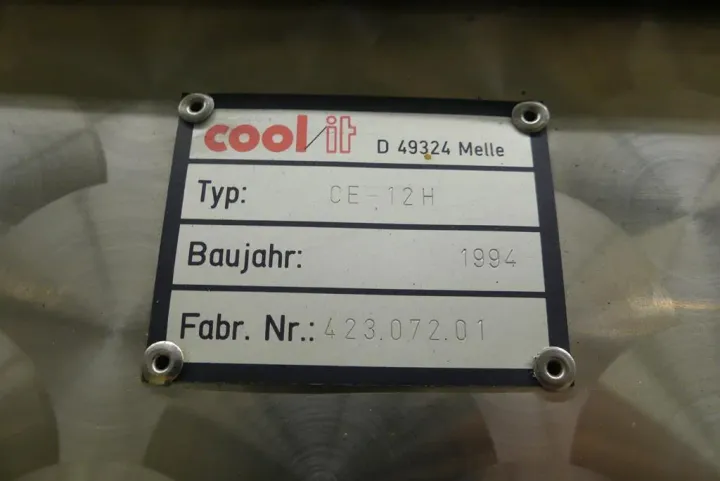 cool it D 49324 Melle
Typ: CE-12H
Baujahr: 1994
Fabr. Nr.: 423.072.01